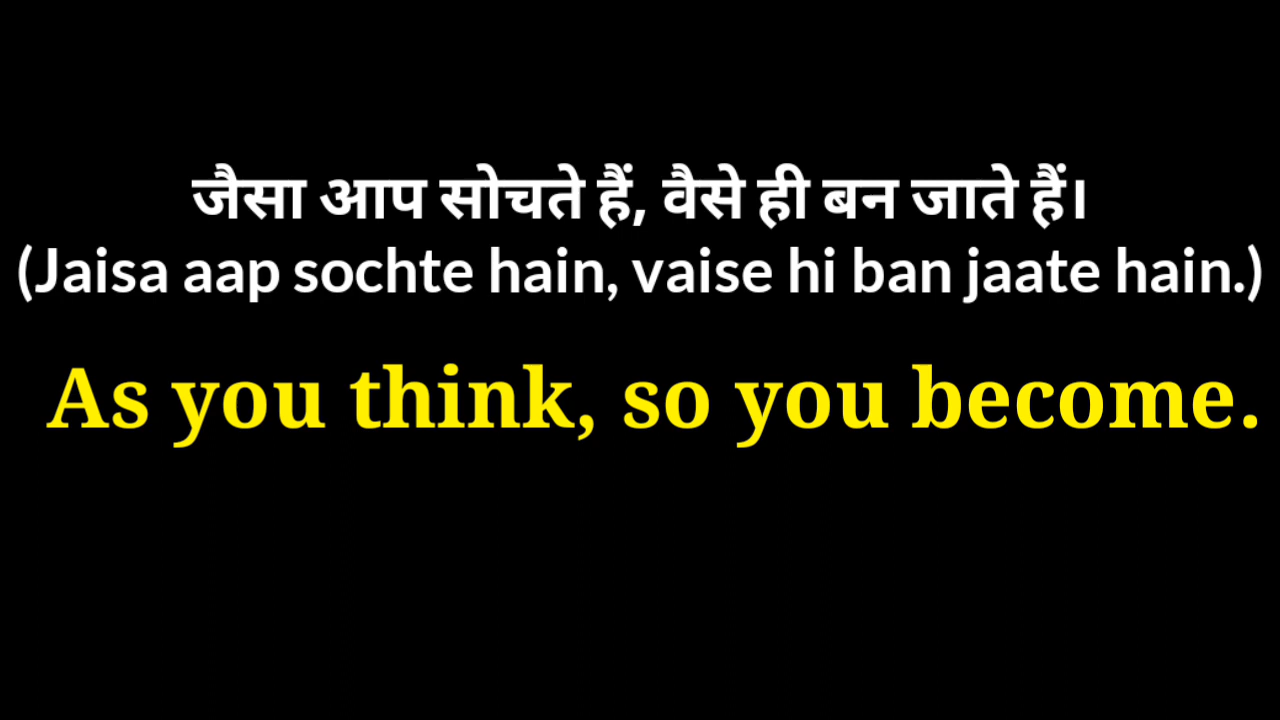 जैसा आप सोचते हैं, वैसे ही बन जाते हैं।
(Jaisa aap sochte hain, vaise hi ban jaate hain.)
As you think, so you become.